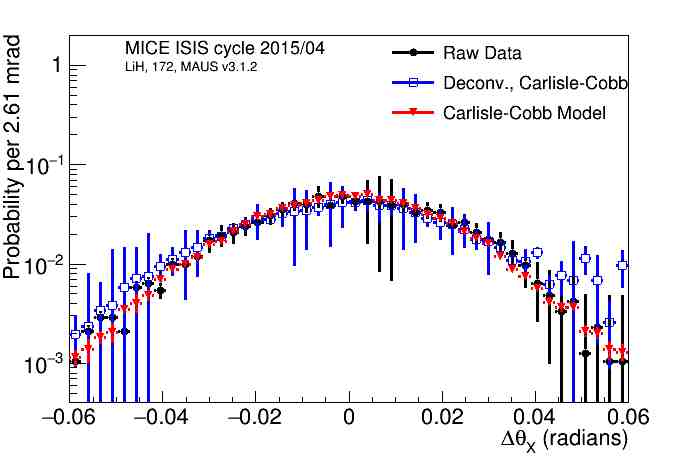 MICE ISIS cycle 2015/04
LiH, 172, MAUS v3.1.2
Raw Data
Deconv., Carlisle-Cobb
Carlisle-Cobb Model
Probability per 2.61 mrad
1
10⁻¹
10⁻²
10⁻³
−0.06 −0.04 −0.02 0 0.02 0.04 0.06
Δθ_X (radians)